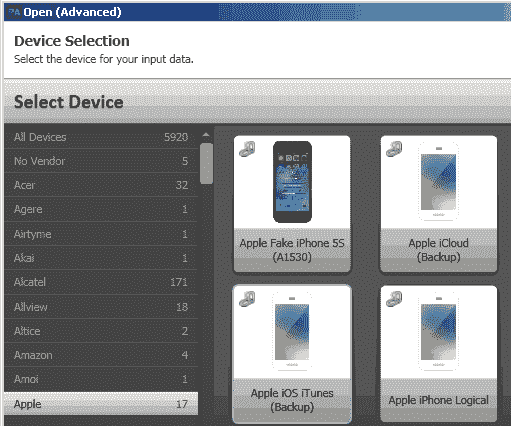 PA Open (Advanced)
Device Selection
Select the device for your input data.
Select Device
All Devices 5920
No Vendor 5
Acer 32
Agere 1
Airtyme 1
Akai 1
Alcatel 171
Allview 18
Altice 2
Amazon 4
Amoi 1
Apple 17
Apple Fake iPhone 5S
(A1530)
Apple iCloud
(Backup)
Apple iOS iTunes
(Backup)
Apple iPhone Logical